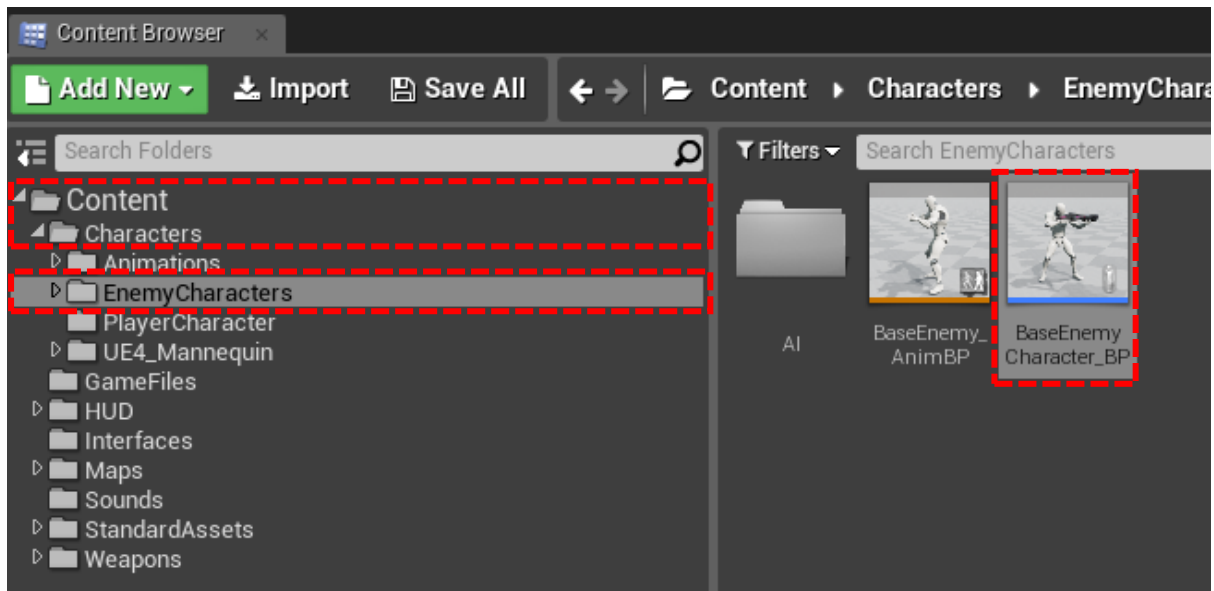 Content Browser
Add New Import Save All Content Characters EnemyChara
Search Folders
Filters Search EnemyCharacters
Content
Characters
Animations
EnemyCharacters
PlayerCharacter
UE4_Mannequin
GameFiles
HUD
Interfaces
Maps
Sounds
StandardAssets
Weapons
AI
BaseEnemy_
AnimBP
BaseEnemy
Character_BP